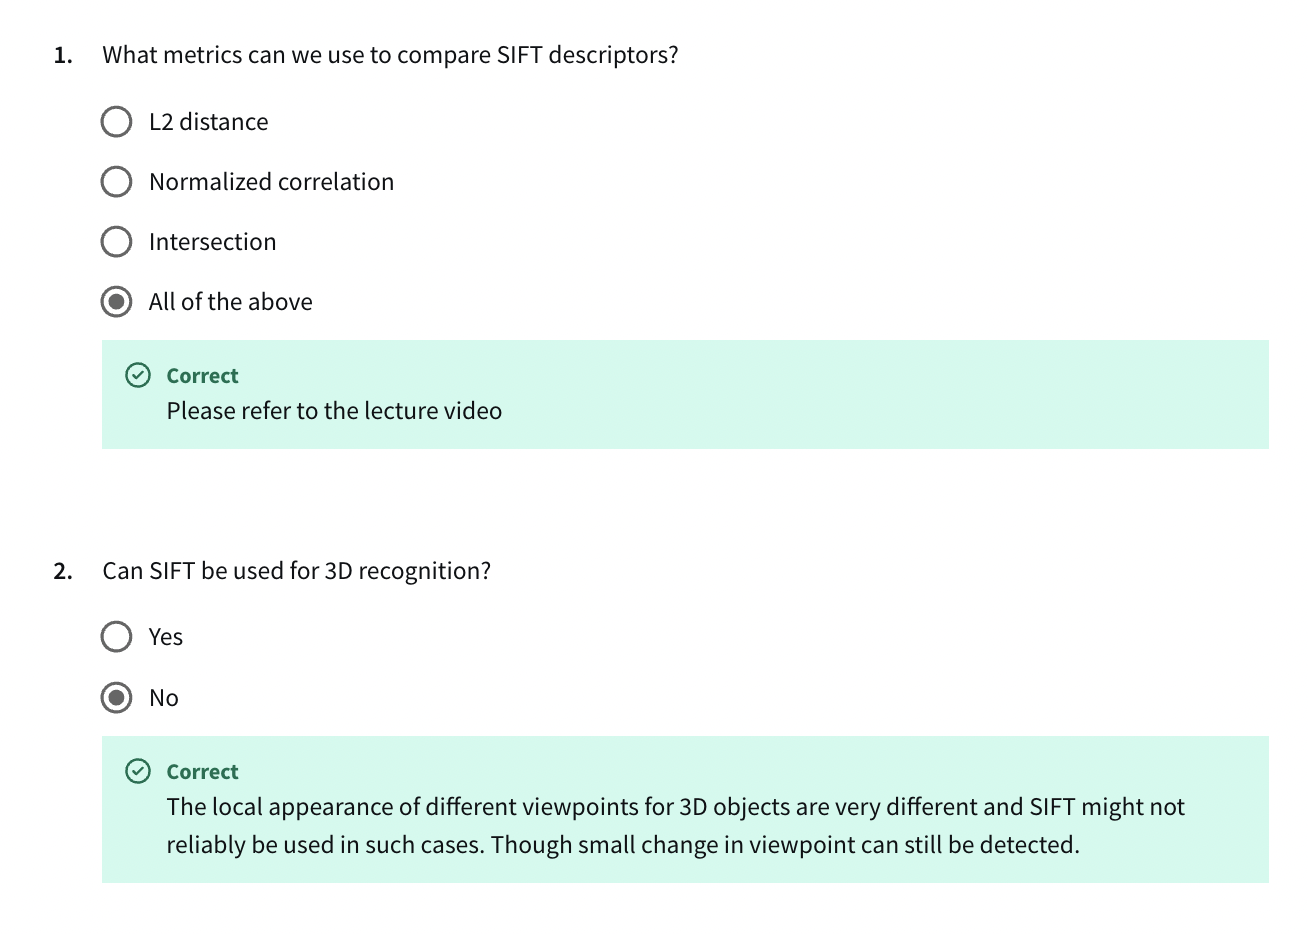 1. What metrics can we use to compare SIFT descriptors?
L2 distance
Normalized correlation
Intersection
All of the above
Correct
Please refer to the lecture video
2. Can SIFT be used for 3D recognition?
Yes
No
Correct
The local appearance of different viewpoints for 3D objects are very different and SIFT might not
reliably be used in such cases. Though small change in viewpoint can still be detected.